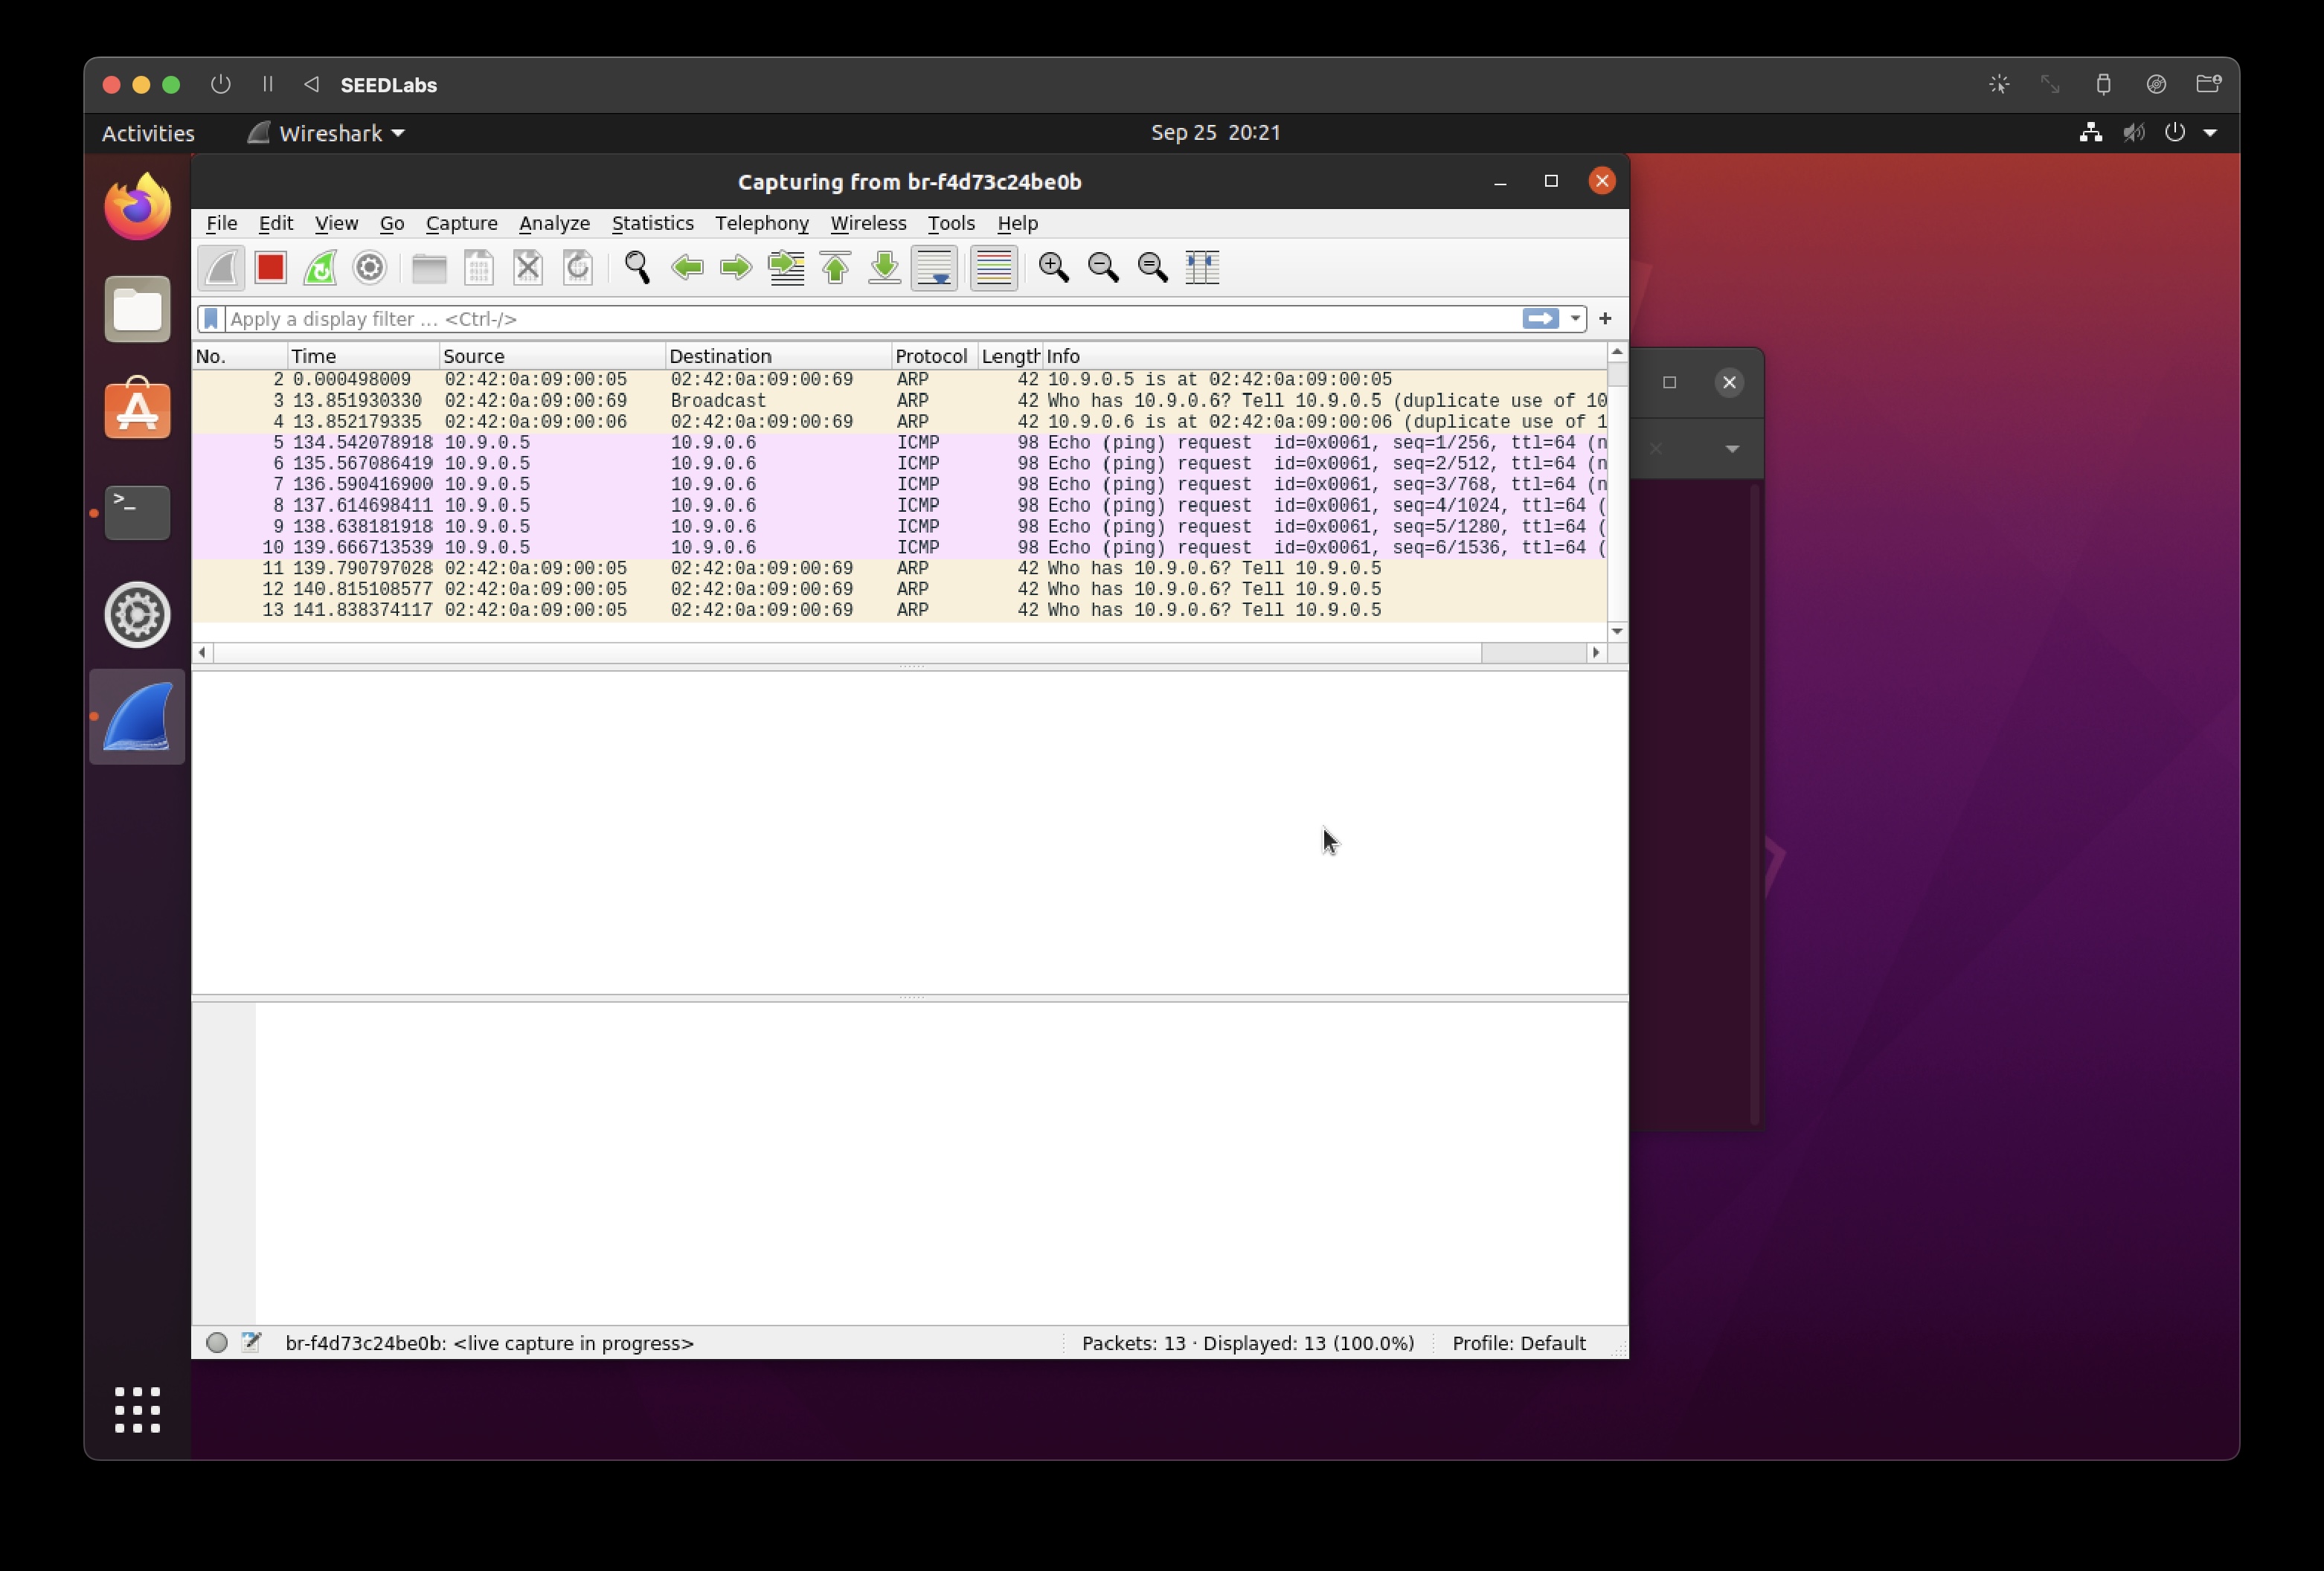 SEEDLabs
Activities Wireshark Sep 25 20:21
Capturing from br-f4d73c24be0b
File Edit View Go Capture Analyze Statistics Telephony Wireless Tools Help
Apply a display filter … <Ctrl-/>
No. Time Source Destination Protocol Length Info
2 0.000498009 02:42:0a:09:00:05 02:42:0a:09:00:69 ARP 42 10.9.0.5 is at 02:42:0a:09:00:05
3 13.851930330 02:42:0a:09:00:69 Broadcast ARP 42 Who has 10.9.0.6? Tell 10.9.0.5 (duplicate use of 10
4 13.852179335 02:42:0a:09:00:06 02:42:0a:09:00:69 ARP 42 10.9.0.6 is at 02:42:0a:09:00:06 (duplicate use of 1
5 134.542078918 10.9.0.5 10.9.0.6 ICMP 98 Echo (ping) request id=0x0061, seq=1/256, ttl=64 (n
6 135.567086419 10.9.0.5 10.9.0.6 ICMP 98 Echo (ping) request id=0x0061, seq=2/512, ttl=64 (n
7 136.590416900 10.9.0.5 10.9.0.6 ICMP 98 Echo (ping) request id=0x0061, seq=3/768, ttl=64 (n
8 137.614698411 10.9.0.5 10.9.0.6 ICMP 98 Echo (ping) request id=0x0061, seq=4/1024, ttl=64 (
9 138.638181918 10.9.0.5 10.9.0.6 ICMP 98 Echo (ping) request id=0x0061, seq=5/1280, ttl=64 (
10 139.666713539 10.9.0.5 10.9.0.6 ICMP 98 Echo (ping) request id=0x0061, seq=6/1536, ttl=64 (
11 139.790797028 02:42:0a:09:00:05 02:42:0a:09:00:69 ARP 42 Who has 10.9.0.6? Tell 10.9.0.5
12 140.815108577 02:42:0a:09:00:05 02:42:0a:09:00:69 ARP 42 Who has 10.9.0.6? Tell 10.9.0.5
13 141.838374117 02:42:0a:09:00:05 02:42:0a:09:00:69 ARP 42 Who has 10.9.0.6? Tell 10.9.0.5
br-f4d73c24be0b: <live capture in progress> Packets: 13 · Displayed: 13 (100.0%) Profile: Default